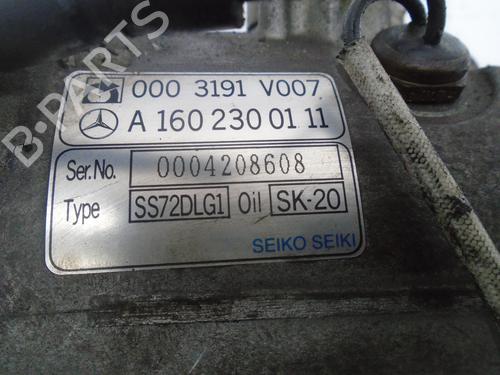 000 3191 V007
A 160 230 01 11
Ser.No. 0004208608
Type SS72DLG1 Oil SK-20
SEIKO SEIKI
B-PARTS